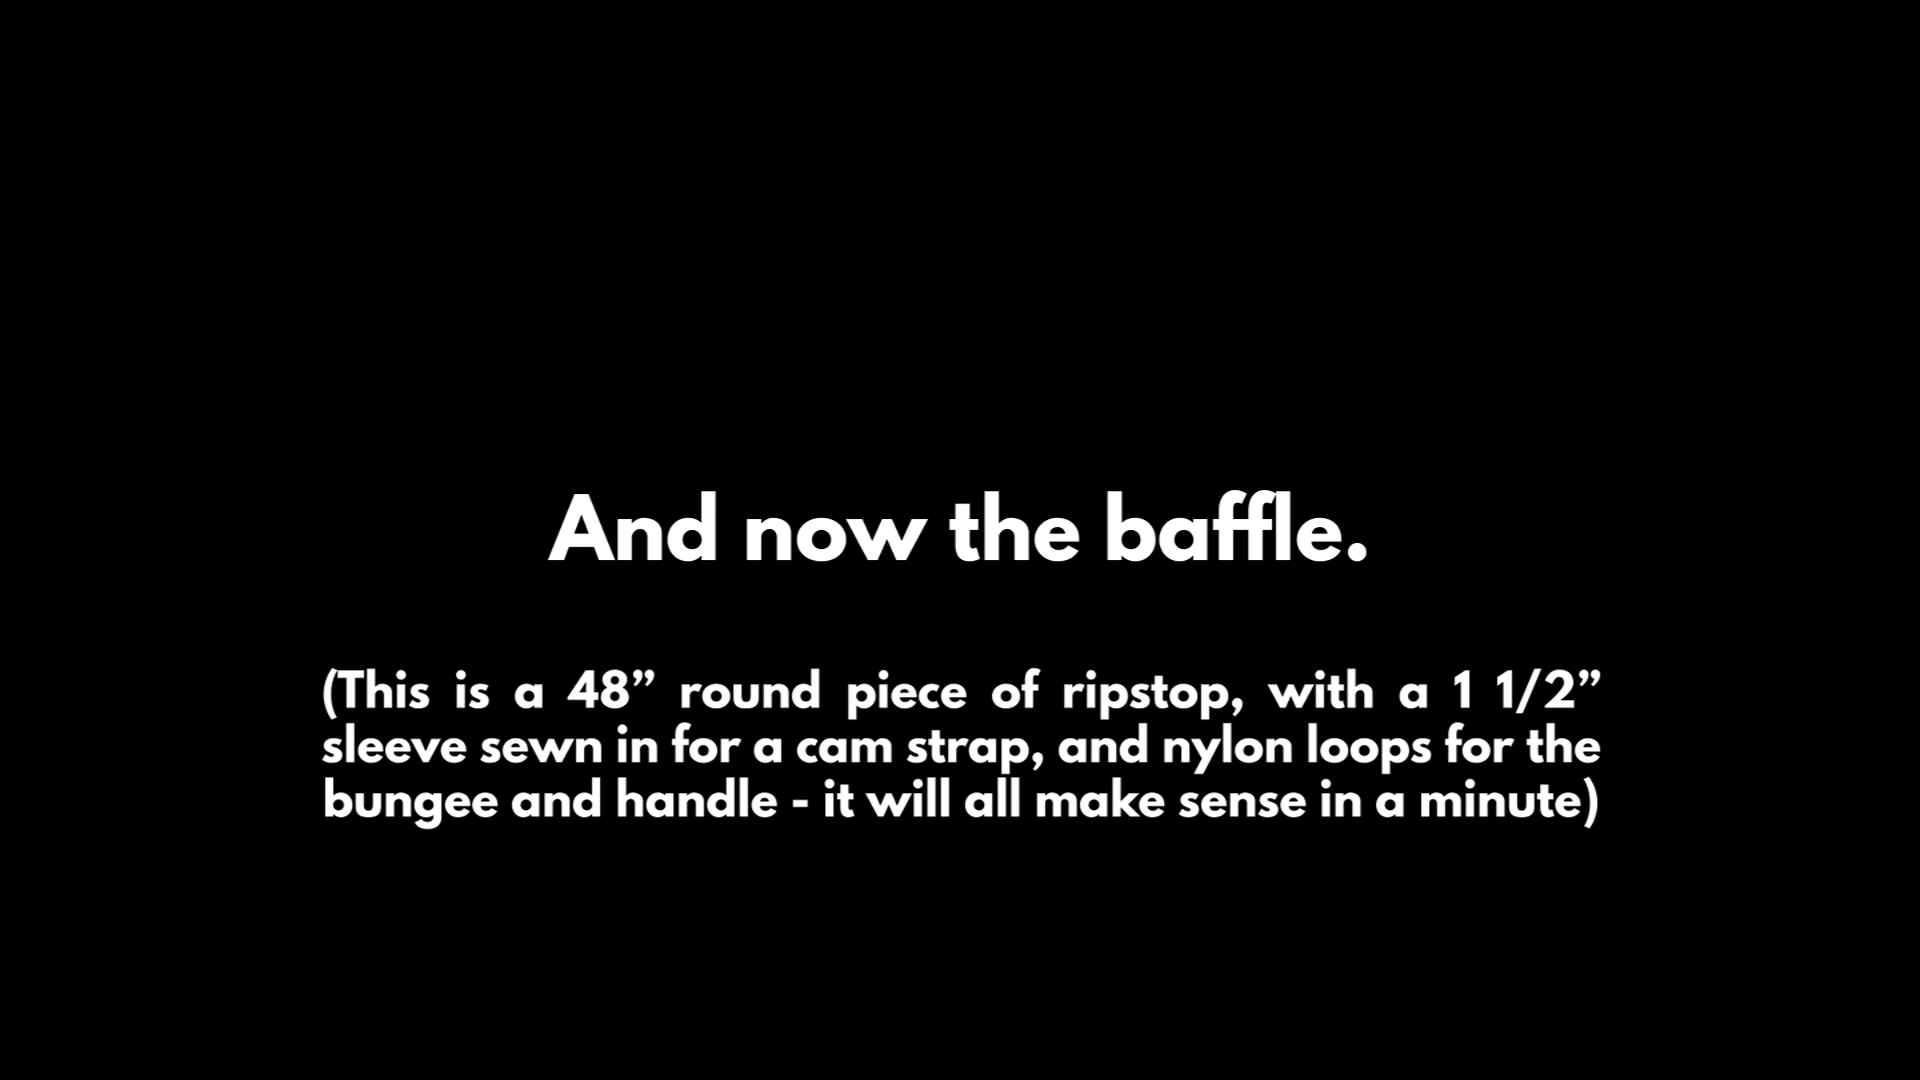 And now the baffle.
(This is a 48” round piece of ripstop, with a 1 1/2”
sleeve sewn in for a cam strap, and nylon loops for the
bungee and handle - it will all make sense in a minute)